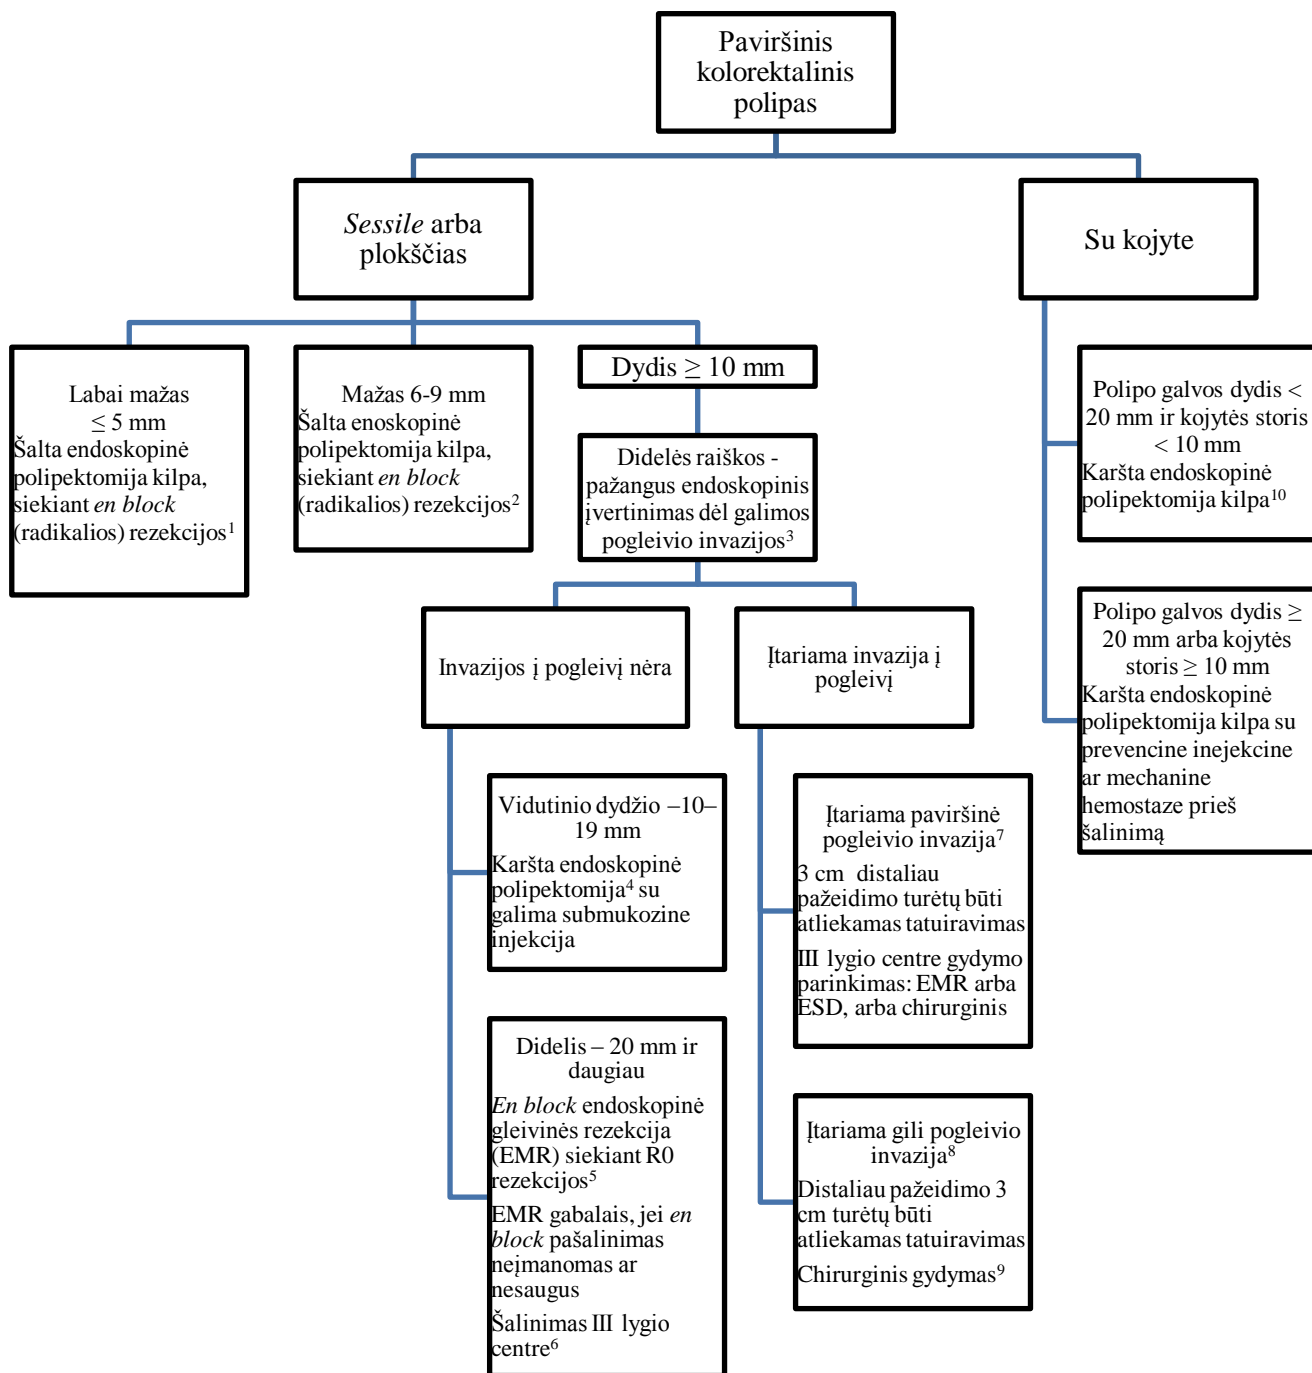 Paviršinis
kolorektalinis
polipas
Sessile arba
plokščias
Su kojyte
Labai mažas
≤ 5 mm
Šalta endoskopinė
polipektomija kilpa,
siekiant en block
(radikalios) rezekcijos1
Mažas 6-9 mm
Šalta enoskopinė
polipektomija kilpa,
siekiant en block
(radikalios) rezekcijos2
Dydis ≥ 10 mm
Didelės raiškos -
pažangus endoskopinis
įvertinimas dėl galimos
pogleivio invazijos3
Polipo galvos dydis <
20 mm ir kojytės storis
< 10 mm
Karšta endoskopinė
polipektomija kilpa10
Polipo galvos dydis ≥
20 mm arba kojytės
storis ≥ 10 mm
Karšta endoskopinė
polipektomija kilpa su
prevencine inejekcine
ar mechanine
hemostaze prieš
šalinimą
Invazijos į pogleivį nėra
Įtariama invazija į
pogleivį
Vidutinio dydžio –10–
19 mm
Karšta endoskopinė
polipektomija4 su
galima submukozine
injekcija
Didelis – 20 mm ir
daugiau
En block endoskopinė
gleivinės rezekcija
(EMR) siekiant R0
rezekcijos5
EMR gabalais, jei en
block pašalinimas
neįmanomas ar
nesaugus
Šalinimas III lygio
centre6
Įtariama paviršinė
pogleivio invazija7
3 cm distaliau
pažeidimo turėtų būti
atliekamas tatuiravimas
III lygio centre gydymo
parinkimas: EMR arba
ESD, arba chirurginis
Įtariama gili pogleivio
invazija8
Distaliau pažeidimo 3
cm turėtų būti
atliekamas tatuiravimas
Chirurginis gydymas9